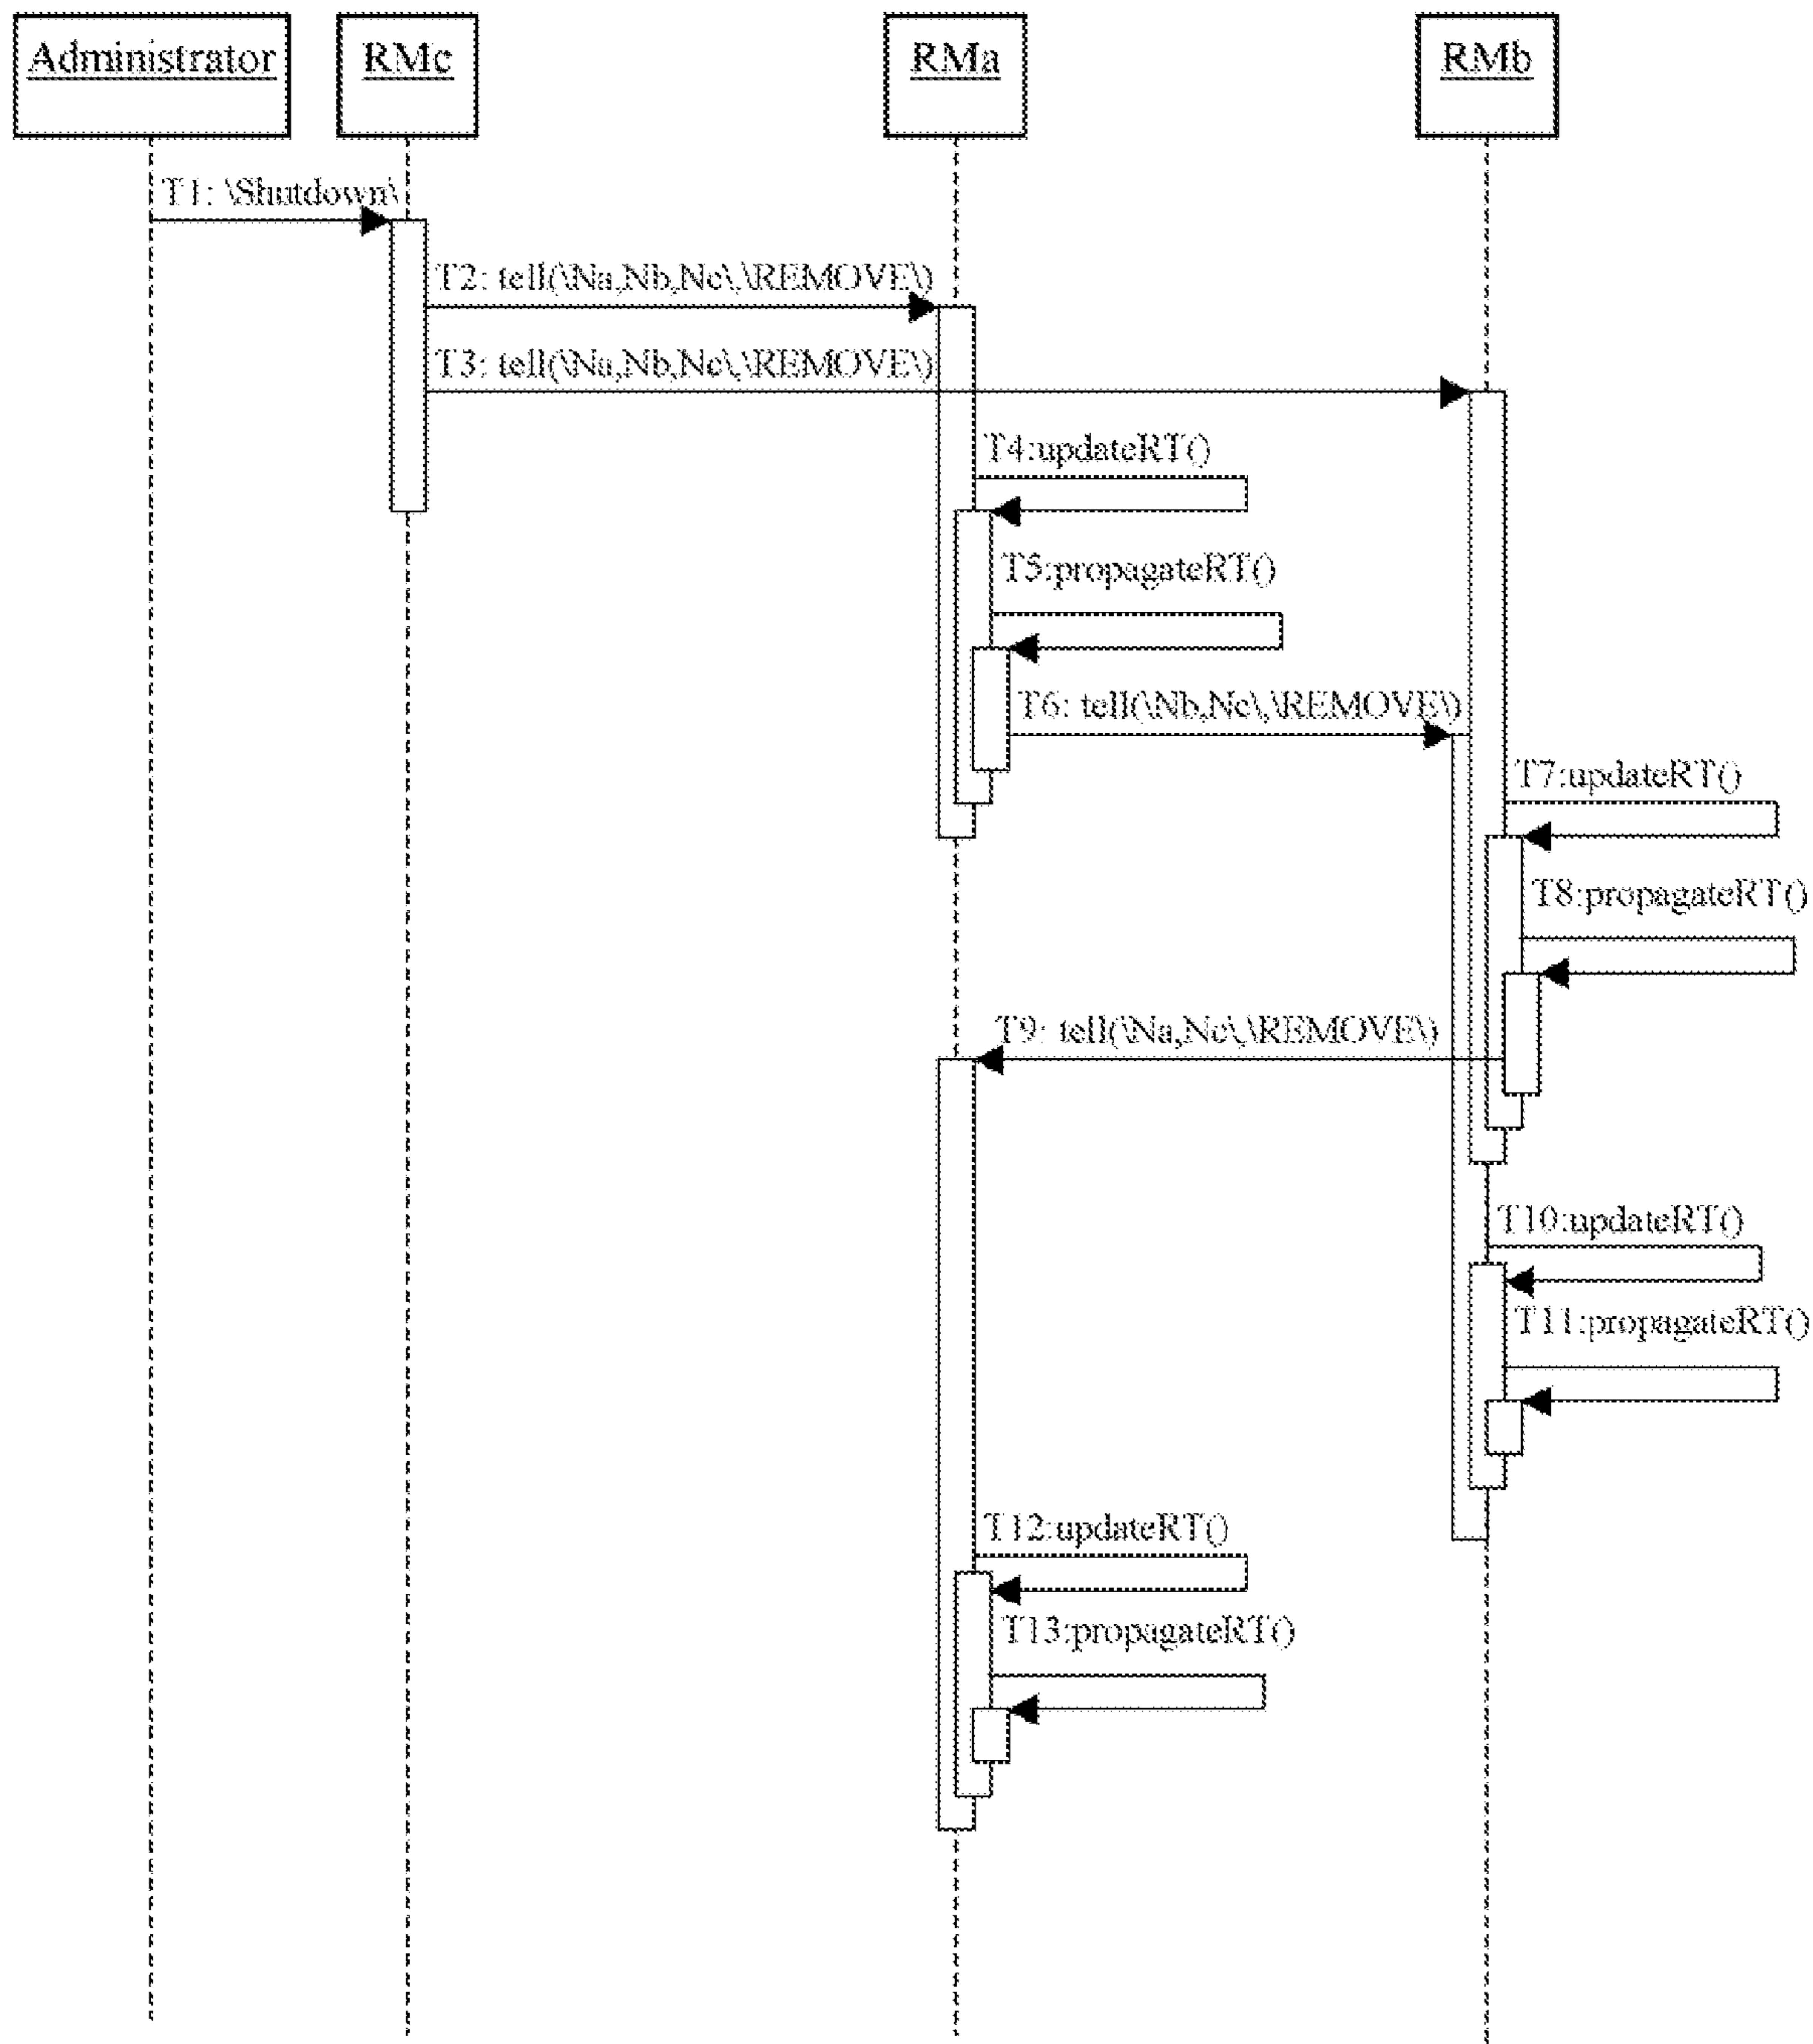 Administrator
RMc
RMa
RMb
T1: \Shutdown\
T2: tell(\Na,Nb,Nc\,\REMOVE\)
T3: tell(\Na,Nb,Nc\,\REMOVE\)
T4:updateRT()
T5:propagateRT()
T6: tell(\Nb,Nc\,\REMOVE\)
T7:updateRT()
T8:propagateRT()
T9: tell(\Na,Nc\,\REMOVE\)
T10:updateRT()
T11:propagateRT()
T12:updateRT()
T13:propagateRT()